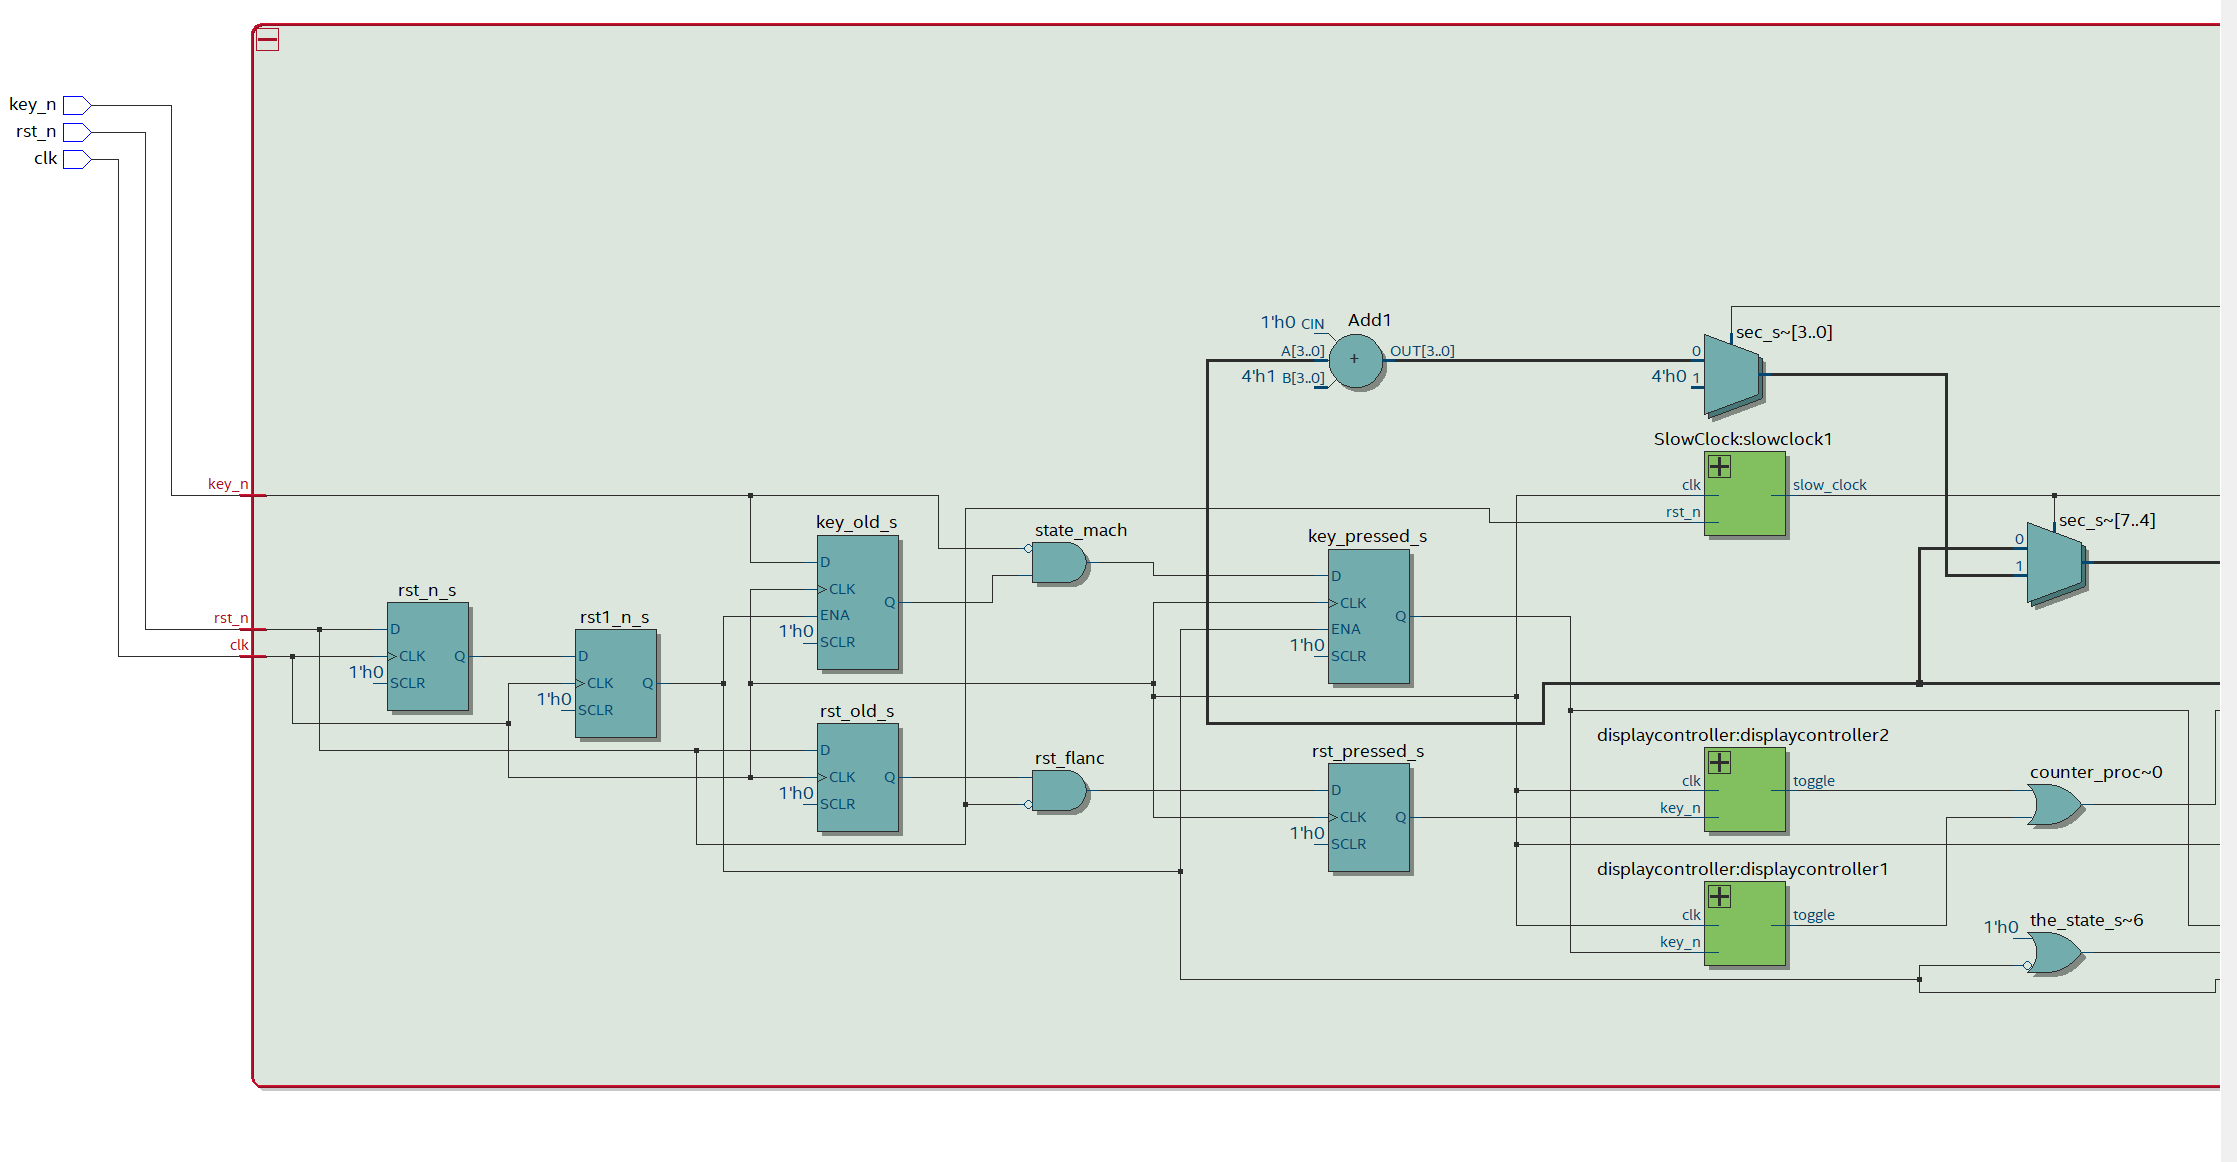 key_n
rst_n
clk
key_n
rst_n
clk
rst_n_s
D
CLK
Q
1'h0
SCLR
rst1_n_s
D
CLK
Q
1'h0
SCLR
key_old_s
D
CLK
ENA
Q
1'h0
SCLR
rst_old_s
D
CLK
Q
1'h0
SCLR
state_mach
rst_flanc
Add1
1'h0 CIN
A[3..0]
4'h1 B[3..0]
+
OUT[3..0]
key_pressed_s
D
CLK
ENA
Q
1'h0
SCLR
rst_pressed_s
D
CLK
Q
1'h0
SCLR
sec_s~[3..0]
0
4'h0 1
SlowClock:slowclock1
clk
rst_n
slow_clock
sec_s~[7..4]
0
1
displaycontroller:displaycontroller2
clk
key_n
toggle
displaycontroller:displaycontroller1
clk
key_n
toggle
counter_proc~0
the_state_s~6
1'h0